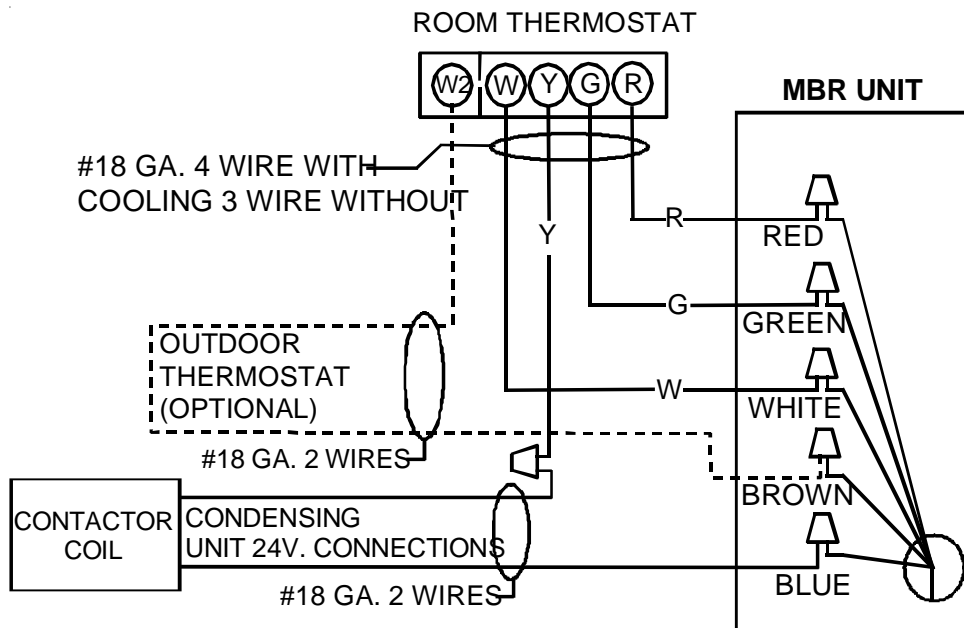 ROOM THERMOSTAT
W2 W Y G R
MBR UNIT
#18 GA. 4 WIRE WITH
COOLING 3 WIRE WITHOUT
R
RED
Y
G
GREEN
OUTDOOR
THERMOSTAT
(OPTIONAL)
W
WHITE
#18 GA. 2 WIRES
BROWN
CONTACTOR
COIL
CONDENSING
UNIT 24V. CONNECTIONS
BLUE
#18 GA. 2 WIRES